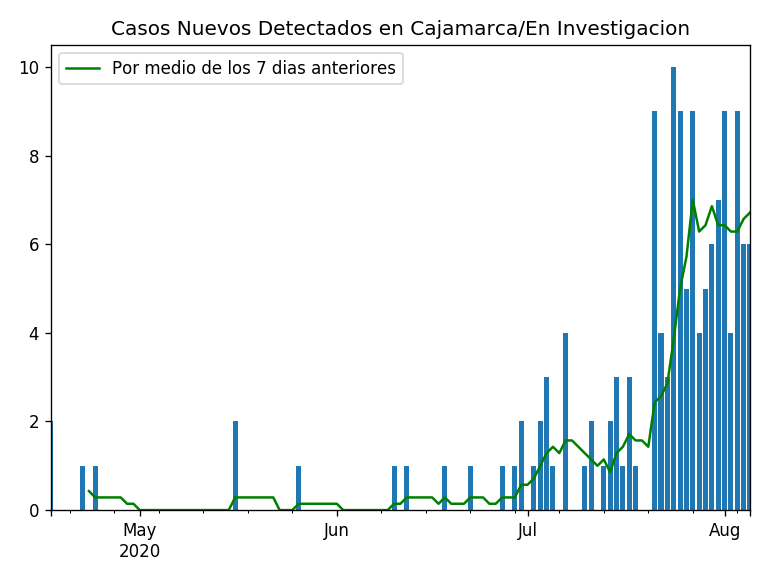 Casos Nuevos Detectados en Cajamarca/En Investigacion
Por medio de los 7 dias anteriores
10
8
6
4
2
0
May Jun Jul Aug
2020